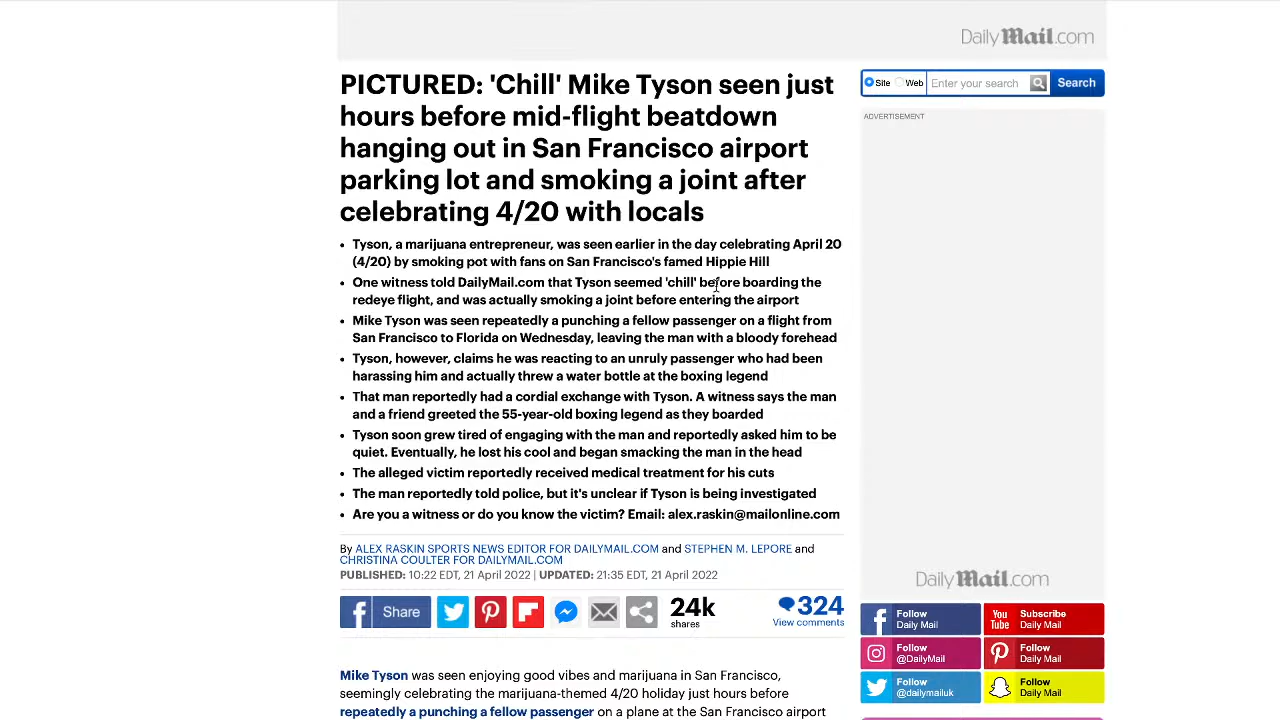 DailyMail.com
PICTURED: 'Chill' Mike Tyson seen just
hours before mid-flight beatdown
hanging out in San Francisco airport
parking lot and smoking a joint after
celebrating 4/20 with locals
Site Web Enter your search Search
ADVERTISEMENT
• Tyson, a marijuana entrepreneur, was seen earlier in the day celebrating April 20
(4/20) by smoking pot with fans on San Francisco's famed Hippie Hill
• One witness told DailyMail.com that Tyson seemed 'chill' before boarding the
redeye flight, and was actually smoking a joint before entering the airport
• Mike Tyson was seen repeatedly a punching a fellow passenger on a flight from
San Francisco to Florida on Wednesday, leaving the man with a bloody forehead
• Tyson, however, claims he was reacting to an unruly passenger who had been
harassing him and actually threw a water bottle at the boxing legend
• That man reportedly had a cordial exchange with Tyson. A witness says the man
and a friend greeted the 55-year-old boxing legend as they boarded
• Tyson soon grew tired of engaging with the man and reportedly asked him to be
quiet. Eventually, he lost his cool and began smacking the man in the head
• The alleged victim reportedly received medical treatment for his cuts
• The man reportedly told police, but it's unclear if Tyson is being investigated
• Are you a witness or do you know the victim? Email: alex.raskin@mailonline.com
By ALEX RASKIN SPORTS NEWS EDITOR FOR DAILYMAIL.COM and STEPHEN M. LEPORE and
CHRISTINA COULTER FOR DAILYMAIL.COM
PUBLISHED: 10:22 EDT, 21 April 2022 | UPDATED: 21:35 EDT, 21 April 2022
Share
24k
shares
324
View comments
Mike Tyson was seen enjoying good vibes and marijuana in San Francisco,
seemingly celebrating the marijuana-themed 4/20 holiday just hours before
repeatedly a punching a fellow passenger on a plane at the San Francisco airport
DailyMail.com
Follow
Daily Mail
You
Tube
Subscribe
Daily Mail
Follow
@DailyMail
Follow
Daily Mail
Follow
@dailymailuk
Follow
Daily Mail